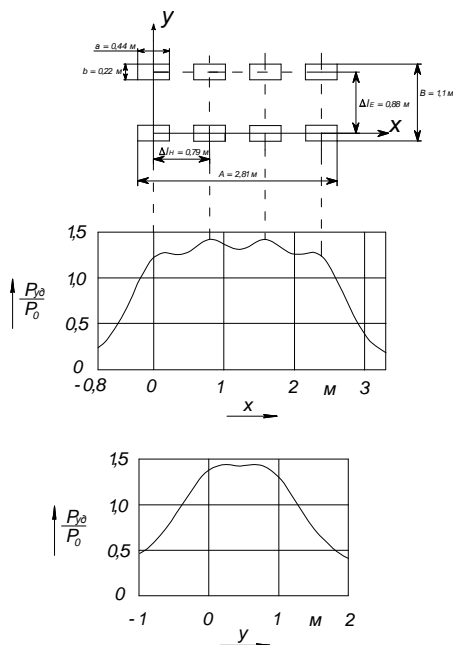 y
a = 0,44 м
b = 0,22 м
B = 1,1 м
ΔlE = 0,88 м
x
ΔlH = 0,79 м
A = 2,81 м
1,5
1,0
0,5
0
Pуд
P0
-0,8 0 1 2 м 3
x
1,5
1,0
0,5
0
Pуд
P0
-1 0 1 м 2
y